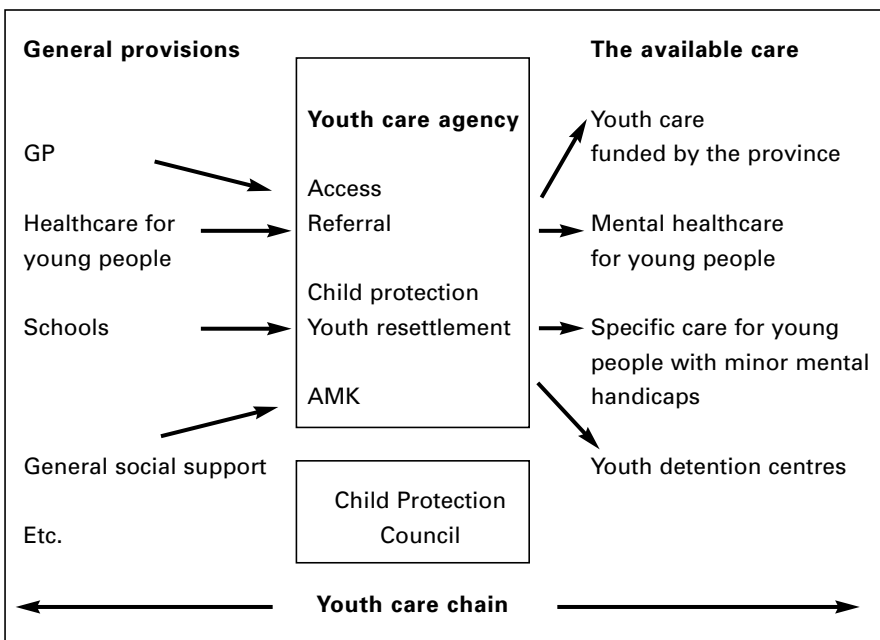 General provisions
GP
Healthcare for
young people
Schools
General social support
Etc.
Youth care agency
Access
Referral
Child protection
Youth resettlement
AMK
Child Protection
Council
The available care
Youth care
funded by the province
Mental healthcare
for young people
Specific care for young
people with minor mental
handicaps
Youth detention centres
Youth care chain